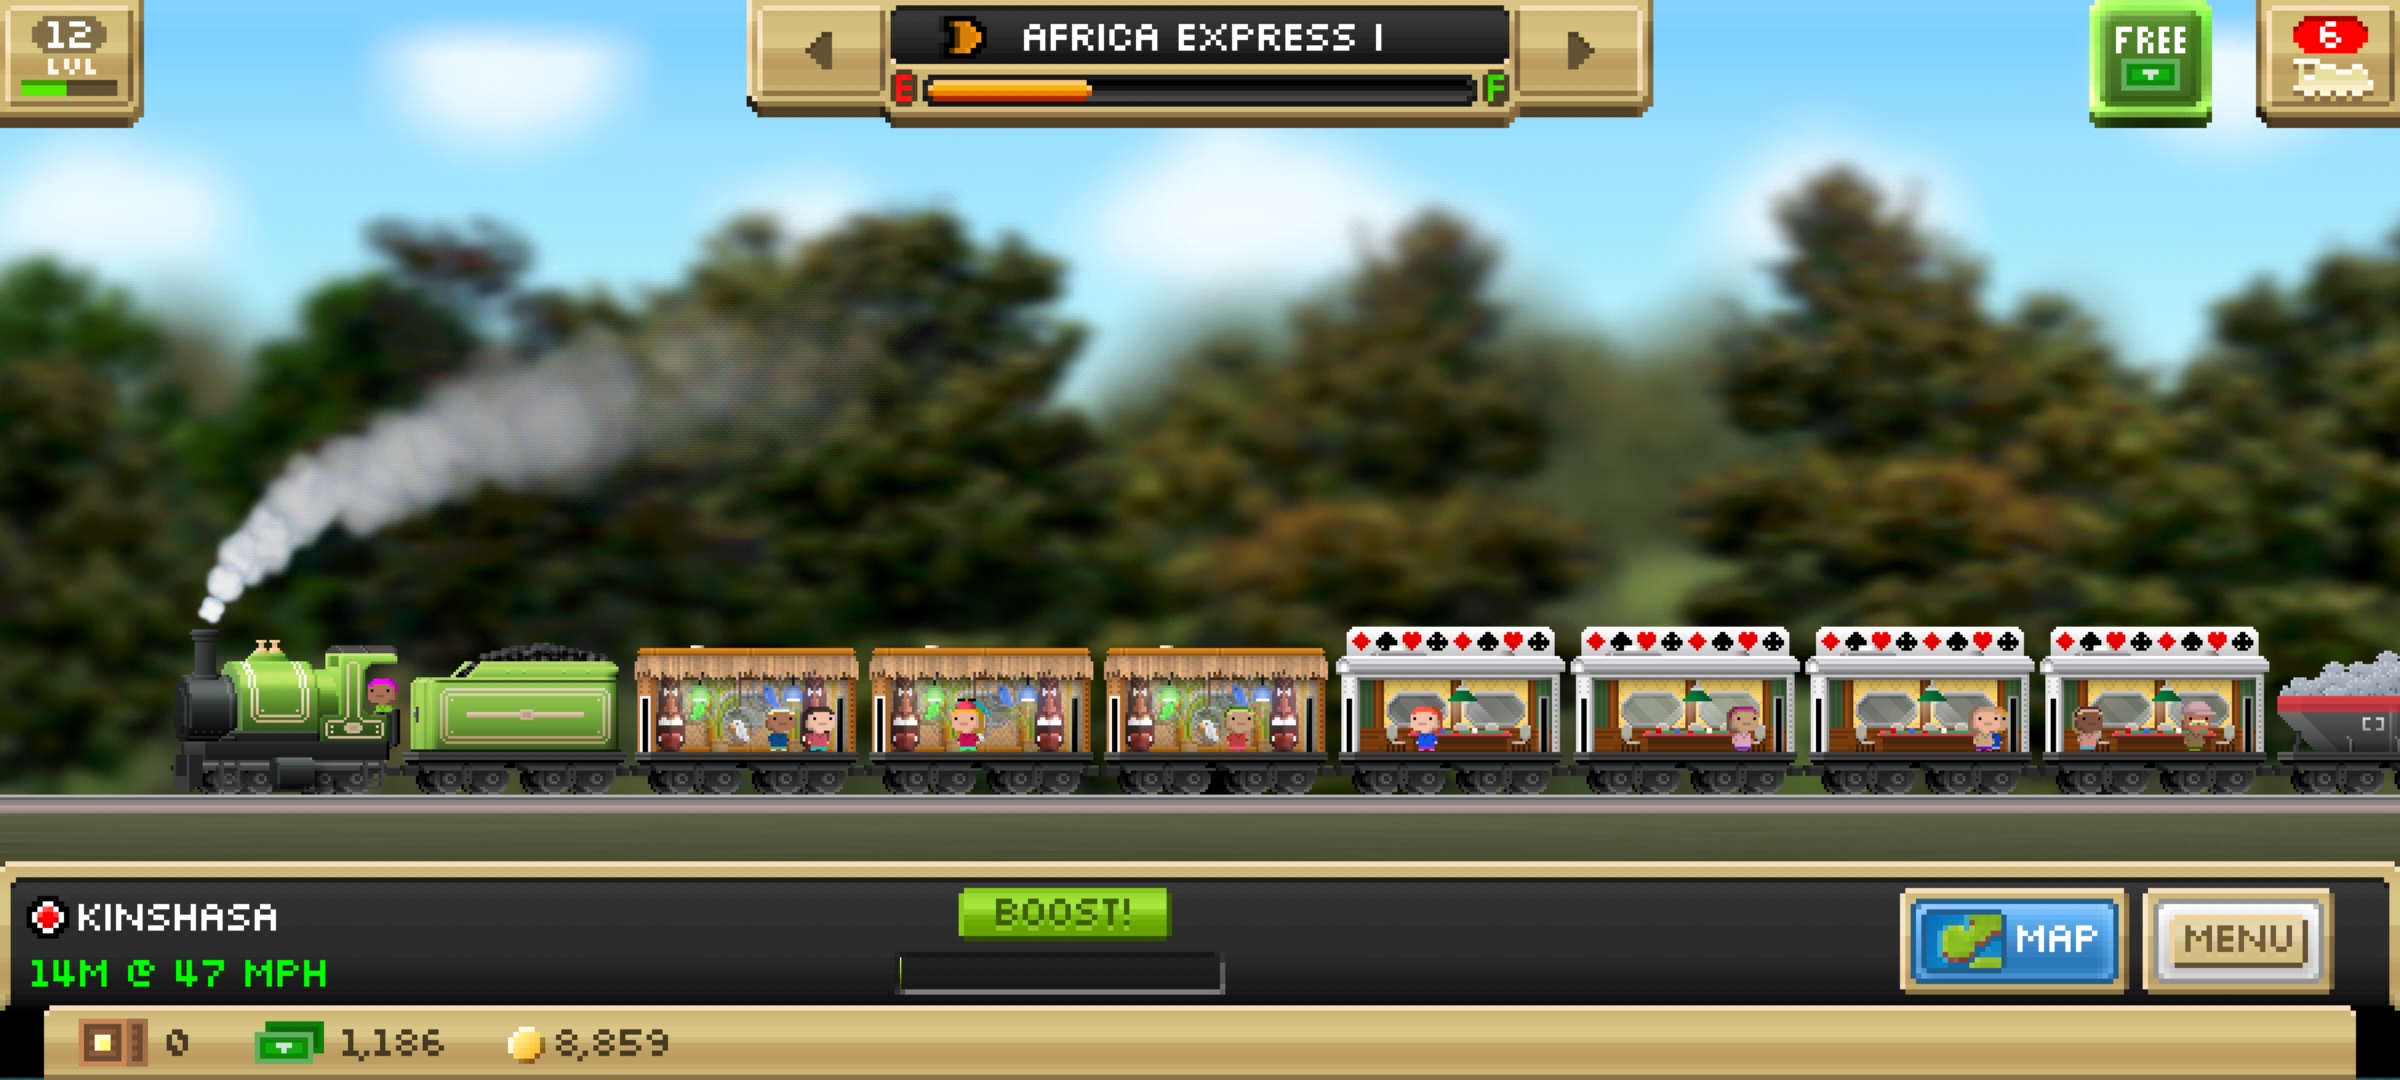 12
LVL
AFRICA EXPRESS I
E F
FREE
6
KINSHASA
14M @ 47 MPH
BOOST!
MAP
MENU
0 1,186 8,859